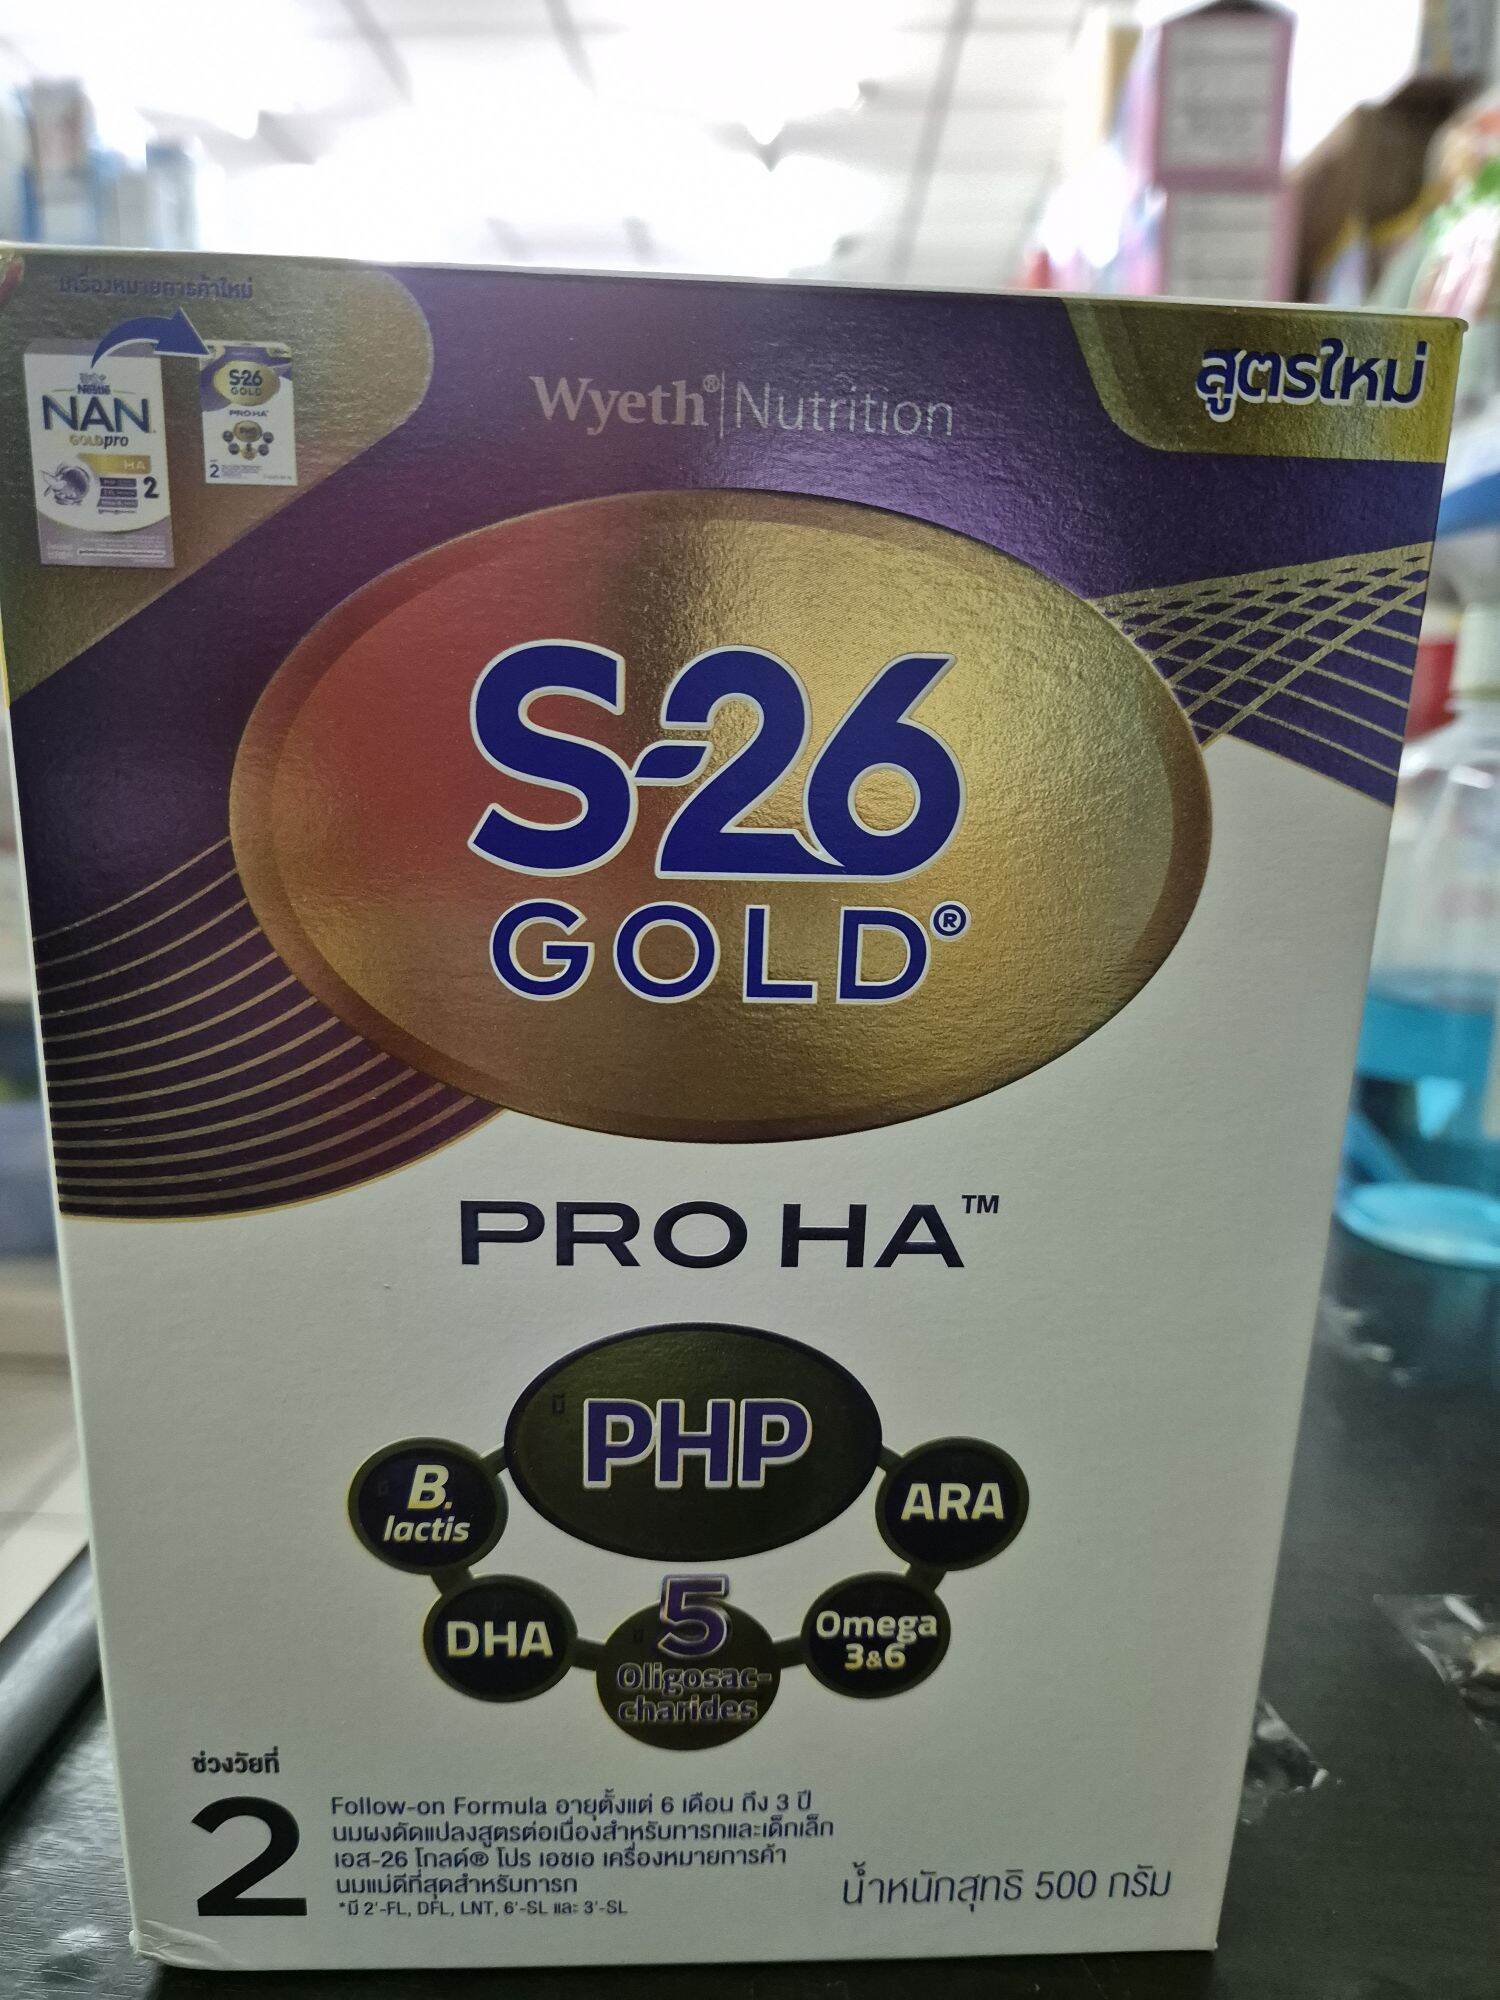 เครื่องหมายการค้าใหม่
Nestlé
NAN
GOLDpro
HA
2
S-26
GOLD
PRO HA
2
Wyeth® | Nutrition
สูตรใหม่
S-26
GOLD®
PRO HA™
มี PHP
B.
lactis
ARA
DHA
5
Oligosac-
charides
Omega
3&6
ช่วงวัยที่
2
Follow-on Formula อายุตั้งแต่ 6 เดือน ถึง 3 ปี
นมผงดัดแปลงสูตรต่อเนื่องสำหรับทารกและเด็กเล็ก
เอส-26 โกลด์® โปร เอชเอ เครื่องหมายการค้า
นมแม่ดีที่สุดสำหรับทารก
*มี 2'-FL, DFL, LNT, 6'-SL และ 3'-SL
น้ำหนักสุทธิ 500 กรัม